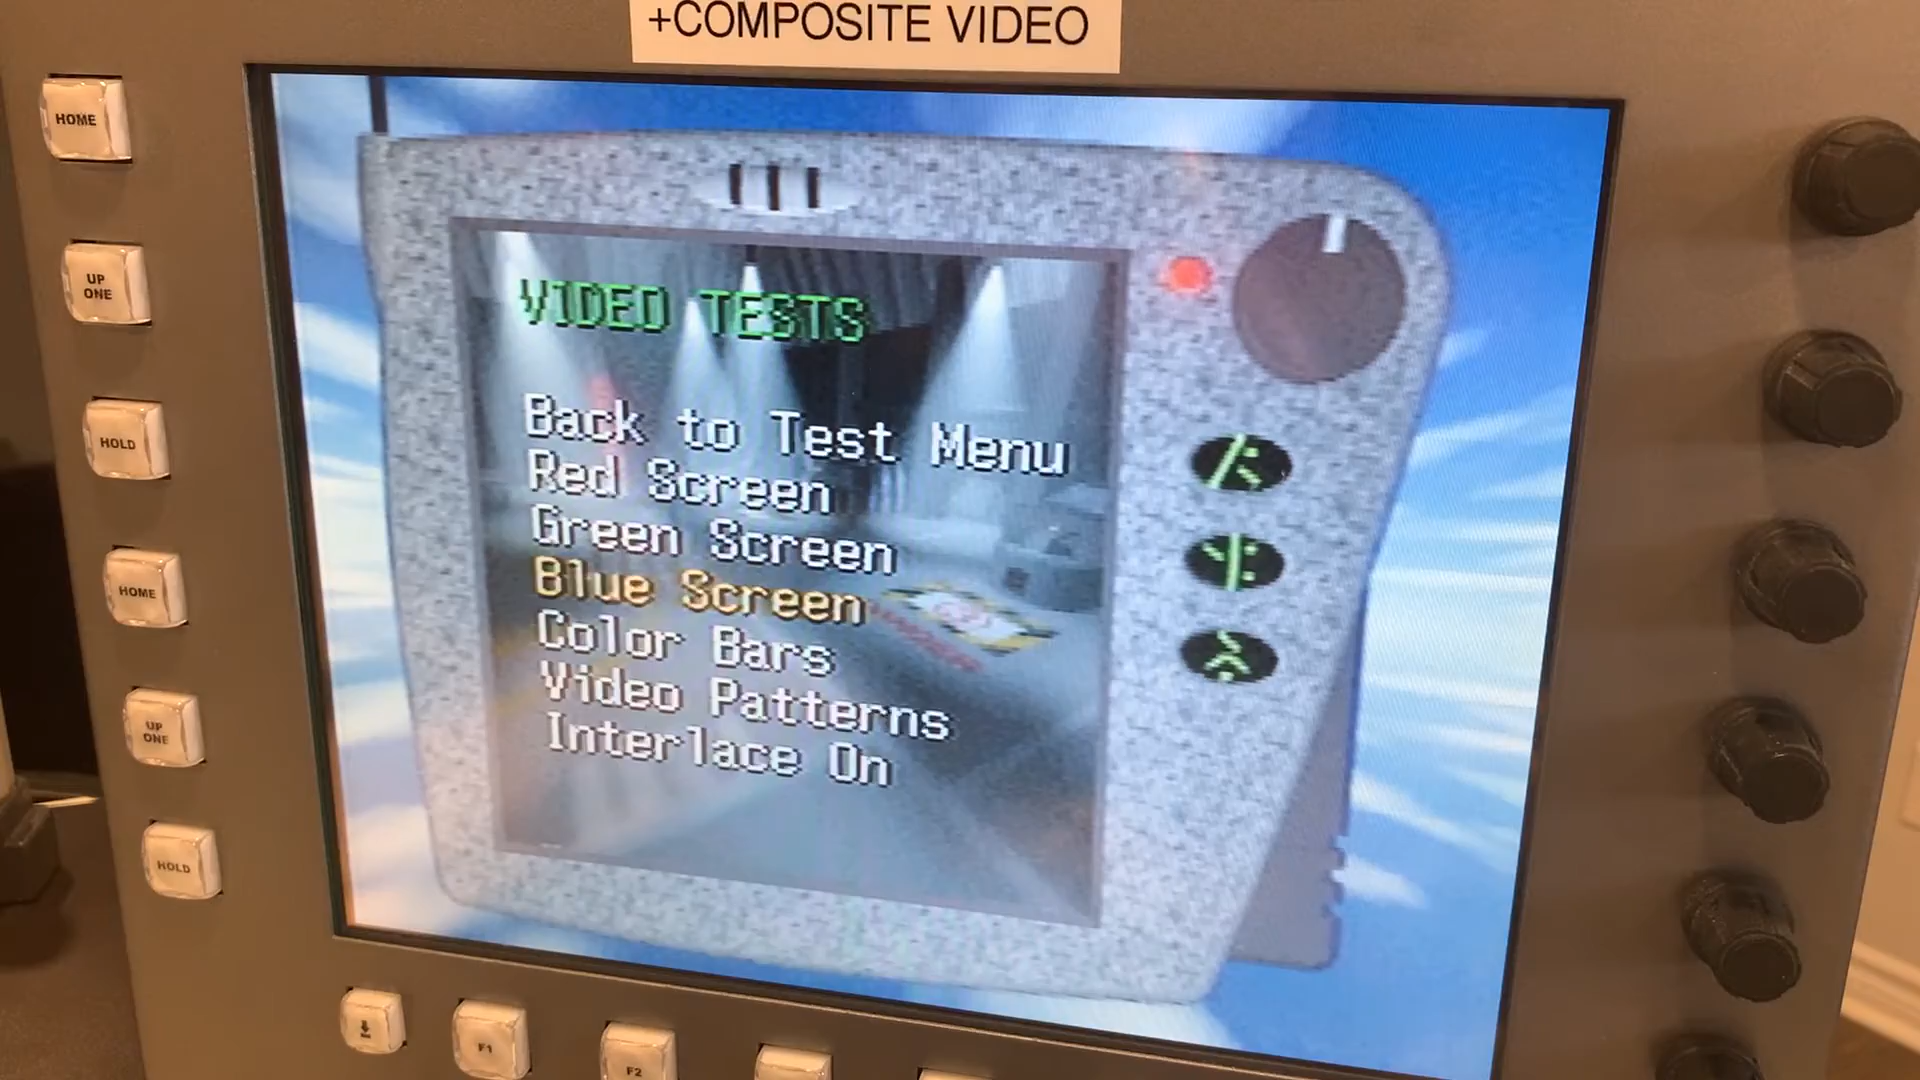 +COMPOSITE VIDEO
HOME
UP
ONE
HOLD
HOME
UP
ONE
HOLD
VIDEO TESTS
Back to Test Menu
Red Screen
Green Screen
Blue Screen
Color Bars
Video Patterns
Interlace On
F1
F2